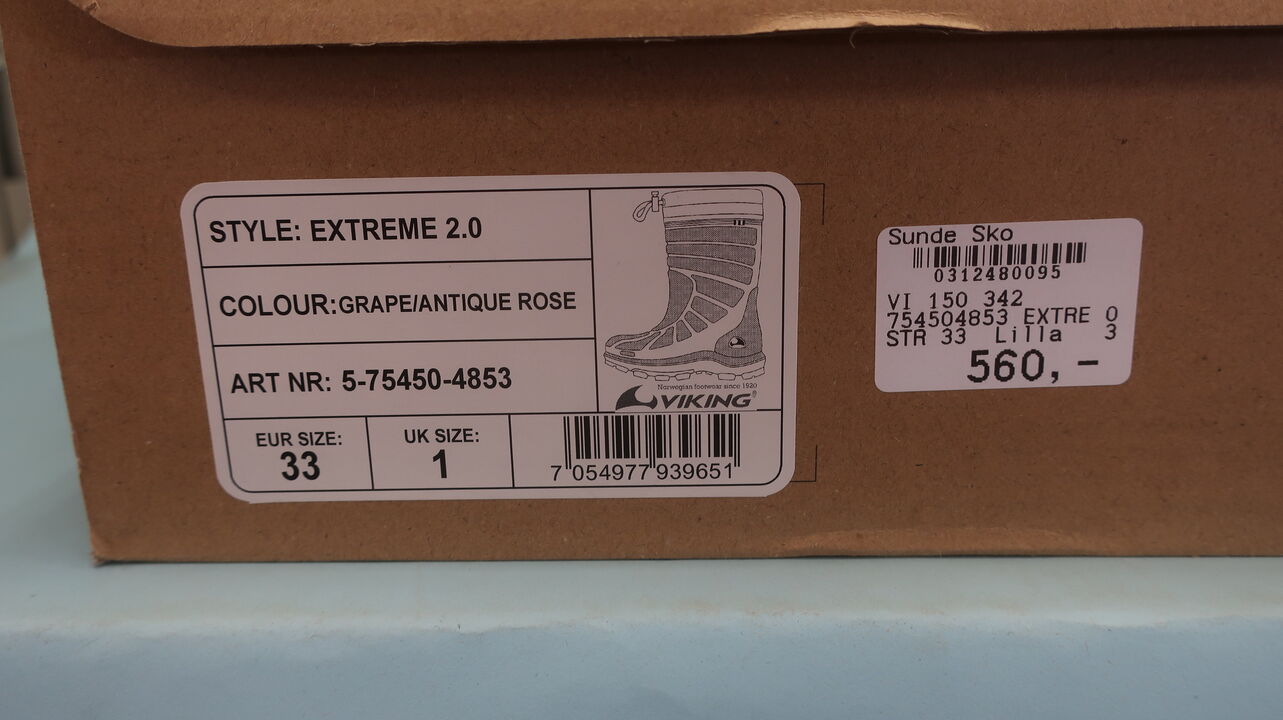 STYLE: EXTREME 2.0
COLOUR: GRAPE/ANTIQUE ROSE
ART NR: 5-75450-4853
Norwegian footwear since 1920
VIKING®
EUR SIZE:
33
UK SIZE:
1
7 054977 939651
Sunde Sko
0312480095
VI 150 342
754504853 EXTRE 0
STR 33 Lilla 3
560,-